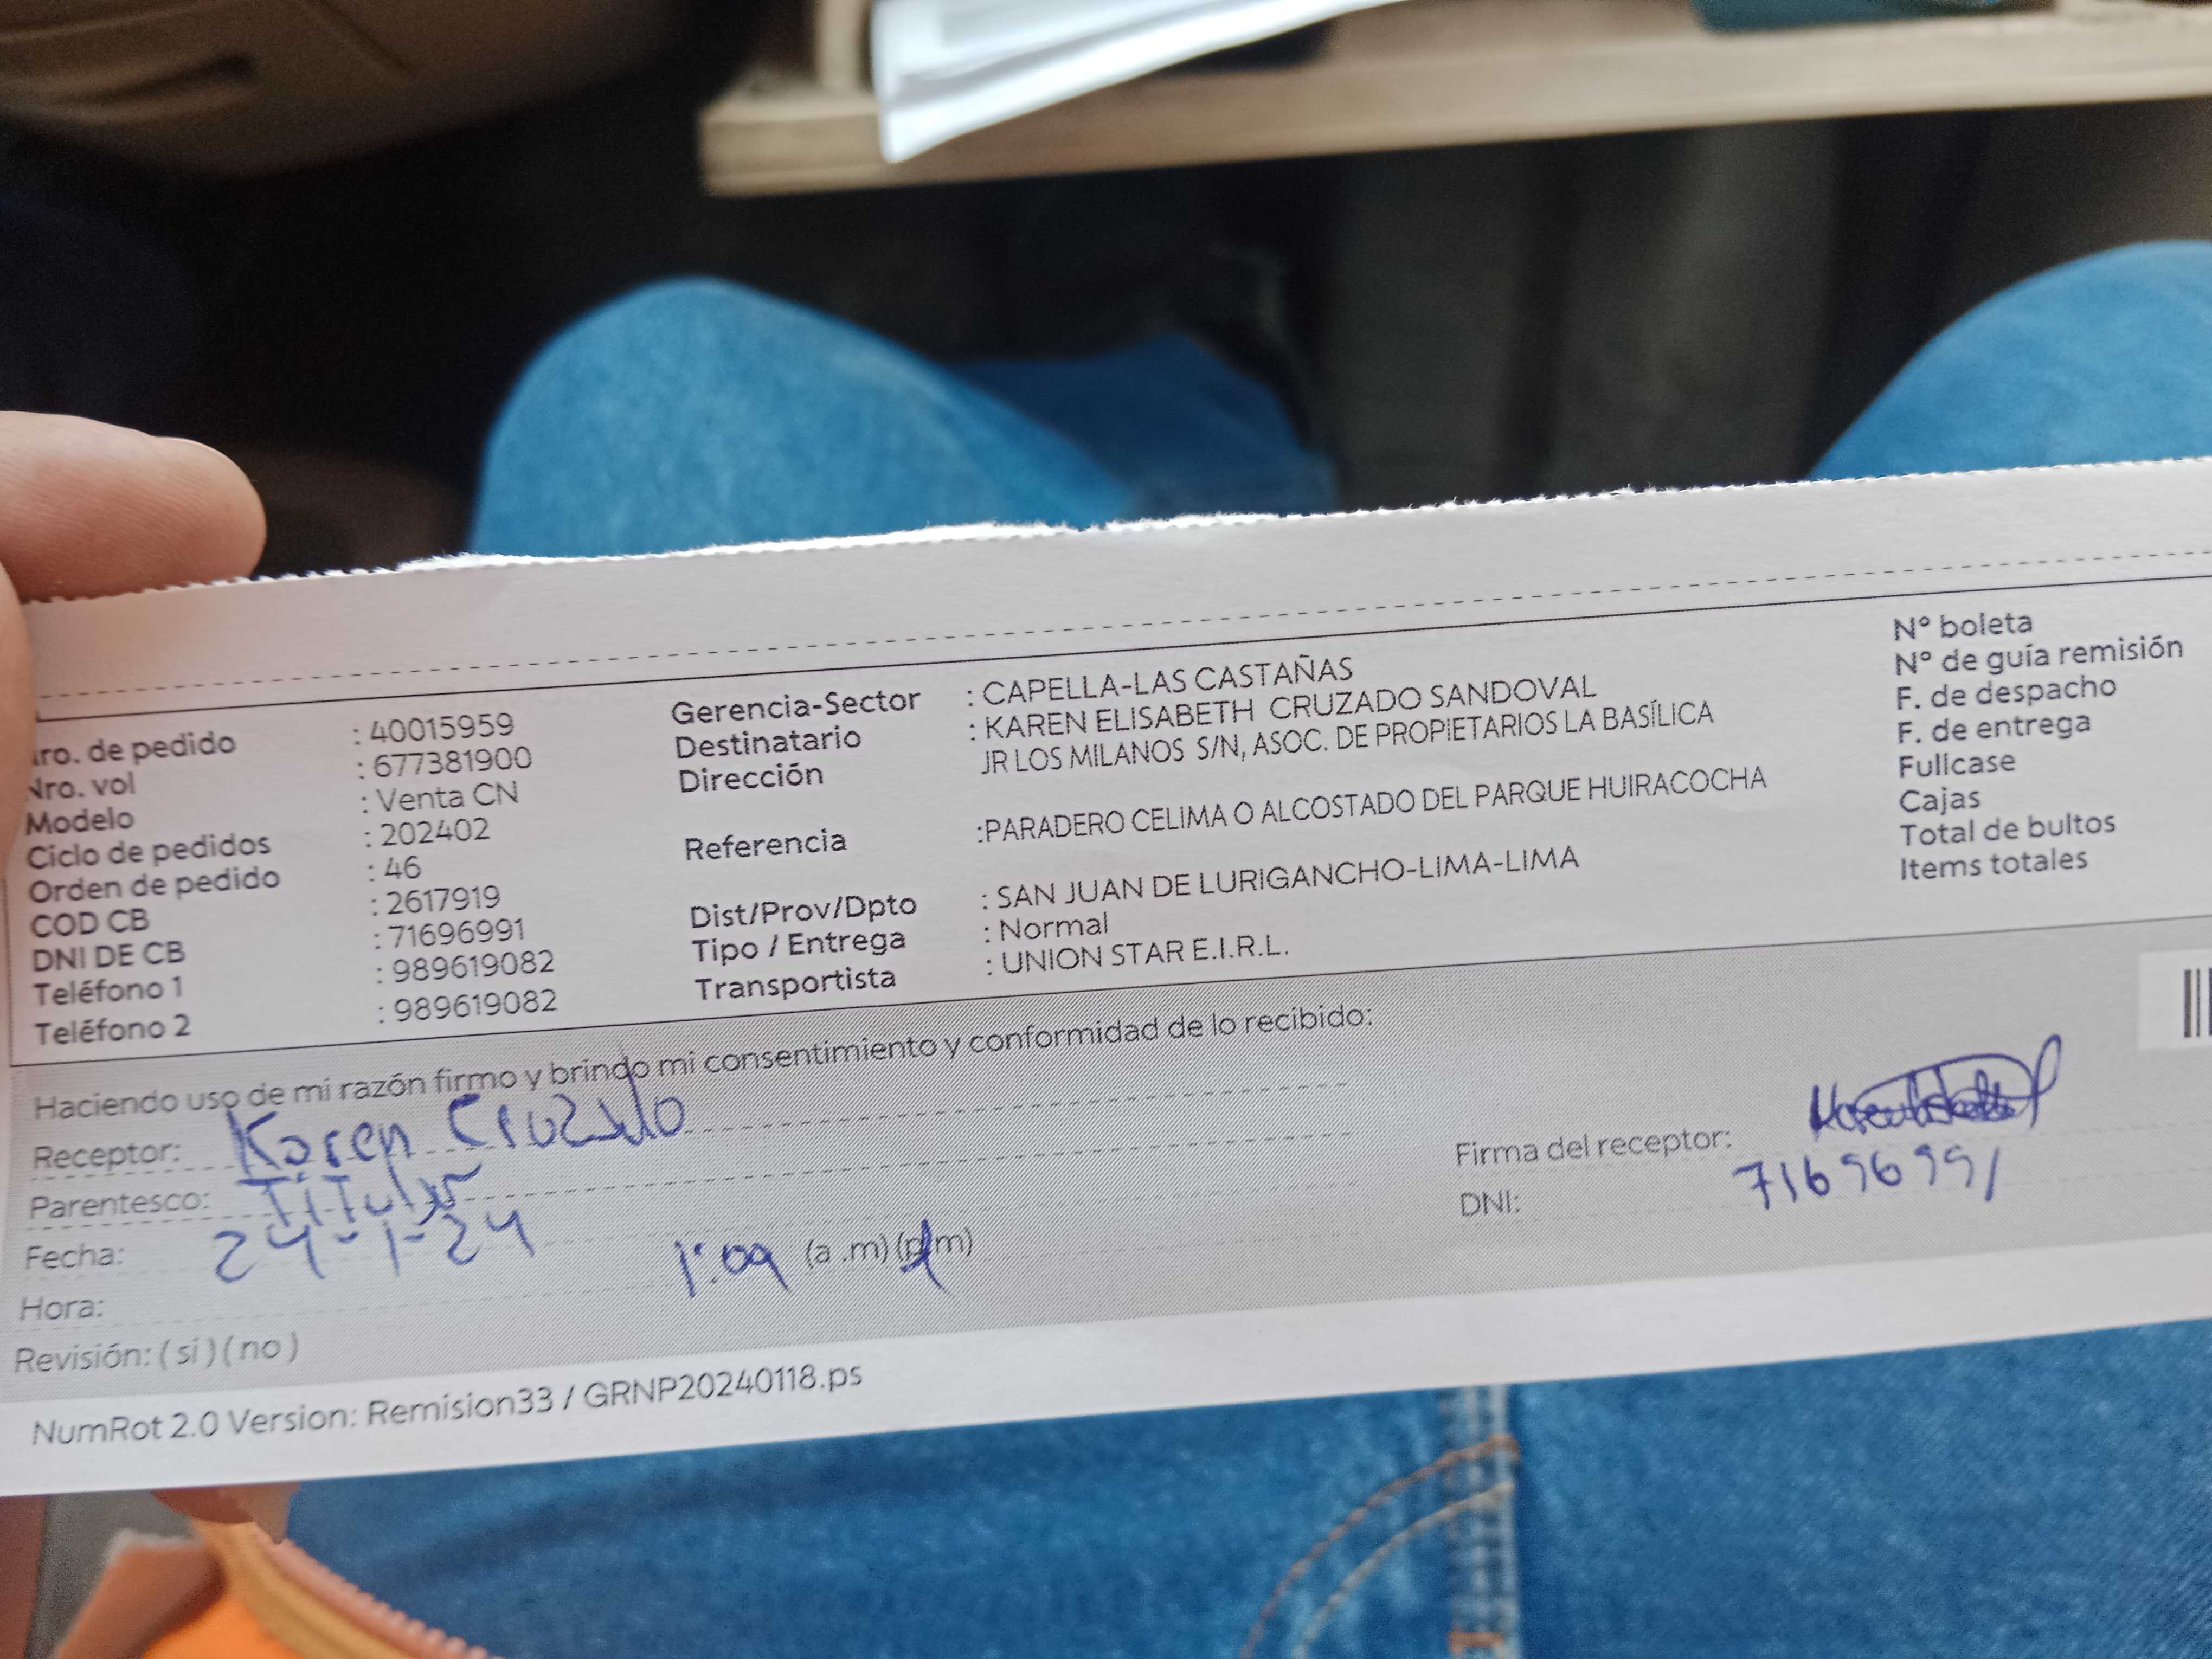 Nro. de pedido : 40015959
Nro. vol : 677381900
Modelo : Venta CN
Ciclo de pedidos : 202402
Orden de pedido : 46
COD CB : 2617919
DNI DE CB : 71696991
Teléfono 1 : 989619082
Teléfono 2 : 989619082
Gerencia-Sector : CAPELLA-LAS CASTAÑAS
Destinatario : KAREN ELISABETH CRUZADO SANDOVAL
Dirección JR LOS MILANOS S/N, ASOC. DE PROPIETARIOS LA BASÍLICA
Referencia :PARADERO CELIMA O ALCOSTADO DEL PARQUE HUIRACOCHA
Dist/Prov/Dpto : SAN JUAN DE LURIGANCHO-LIMA-LIMA
Tipo / Entrega : Normal
Transportista : UNION STAR E.I.R.L.
N° boleta
N° de guía remisión
F. de despacho
F. de entrega
Fullcase
Cajas
Total de bultos
Items totales
Haciendo uso de mi razón firmo y brindo mi consentimiento y conformidad de lo recibido:
Receptor: Karen Cruzado
Parentesco: Titular
Fecha: 24-1-24
Hora: 1:09 (a .m) (p.m)
Revisión: ( sí ) ( no )
Firma del receptor:
DNI: 71696991
NumRot 2.0 Version: Remision33 / GRNP20240118.ps